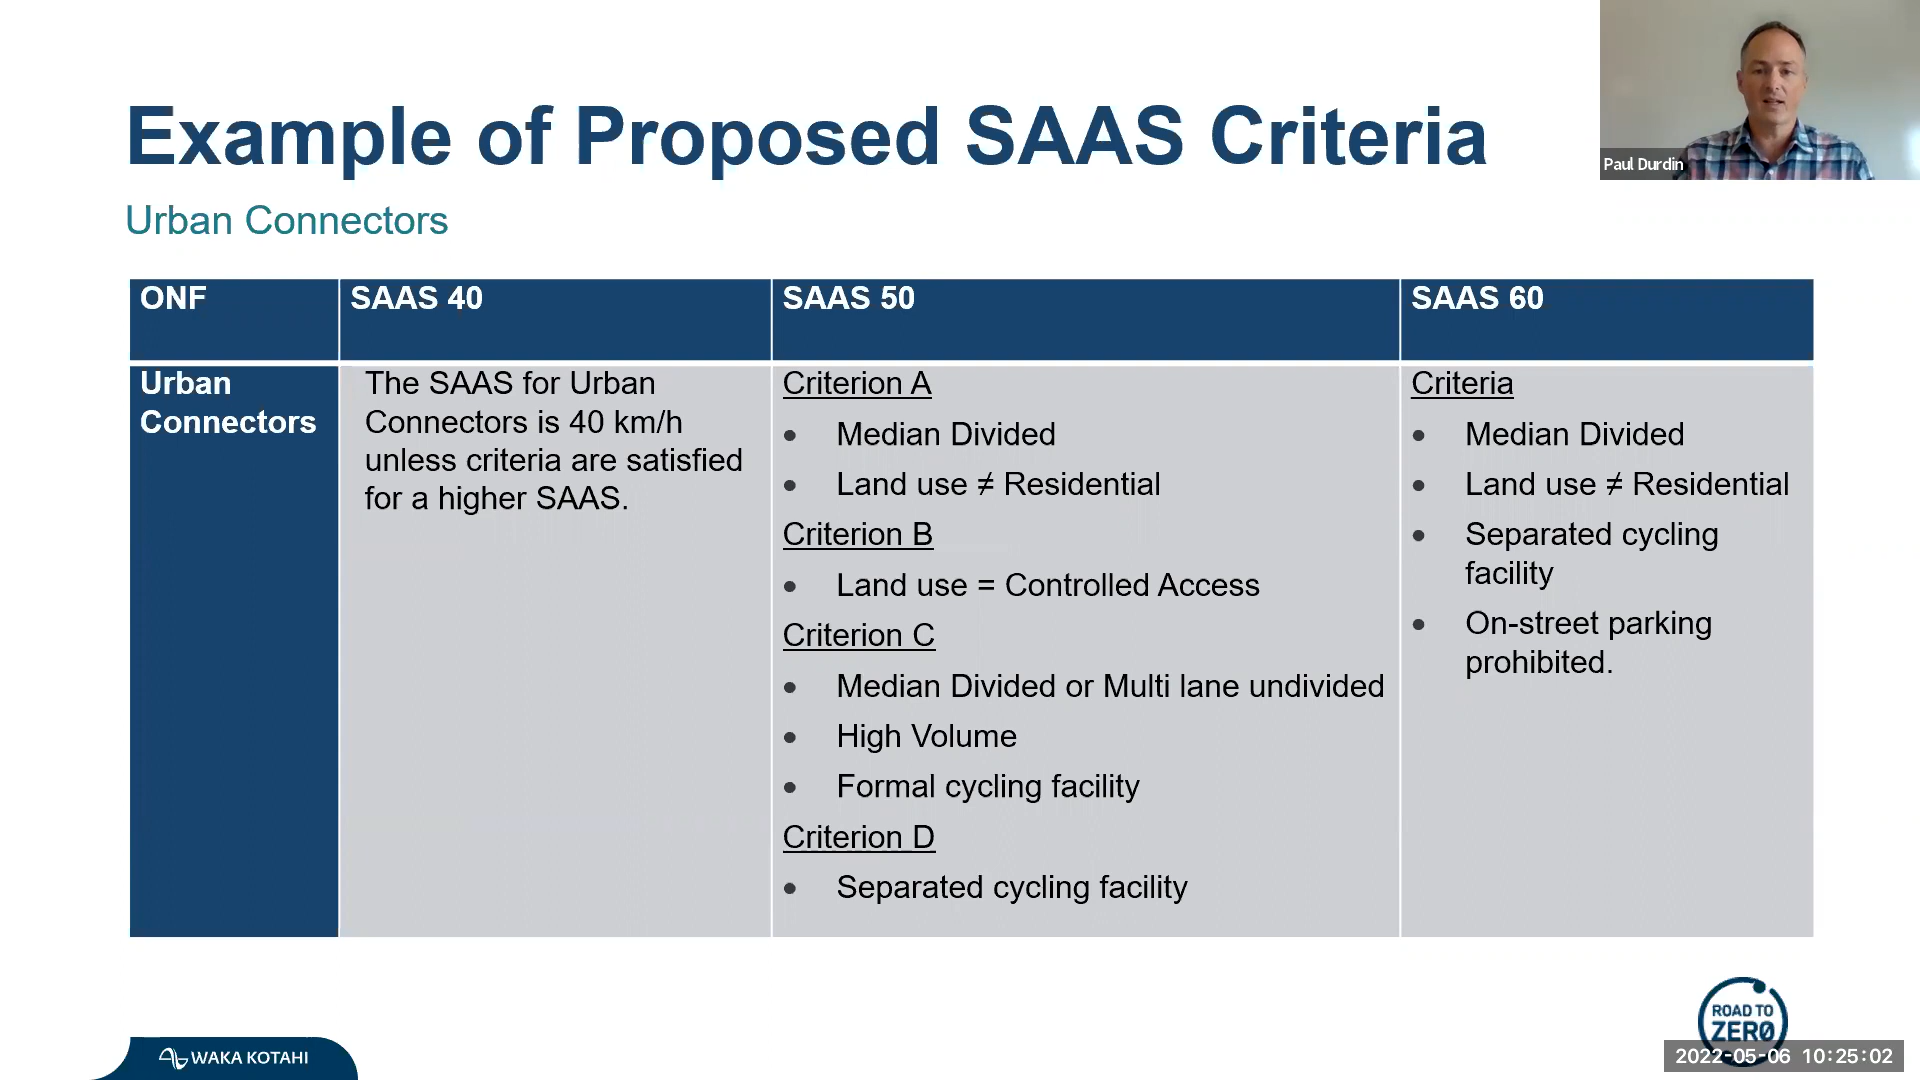 Example of Proposed SAAS Criteria
Paul Durdin
Urban Connectors
ONF
SAAS 40
SAAS 50
SAAS 60
Urban
Connectors
The SAAS for Urban
Connectors is 40 km/h
unless criteria are satisfied
for a higher SAAS.
Criterion A
• Median Divided
• Land use ≠ Residential
Criterion B
• Land use = Controlled Access
Criterion C
• Median Divided or Multi lane undivided
• High Volume
• Formal cycling facility
Criterion D
• Separated cycling facility
Criteria
• Median Divided
• Land use ≠ Residential
• Separated cycling
facility
• On-street parking
prohibited.
WAKA KOTAHI
ROAD TO
ZERO
2022-05-06 10:25:02